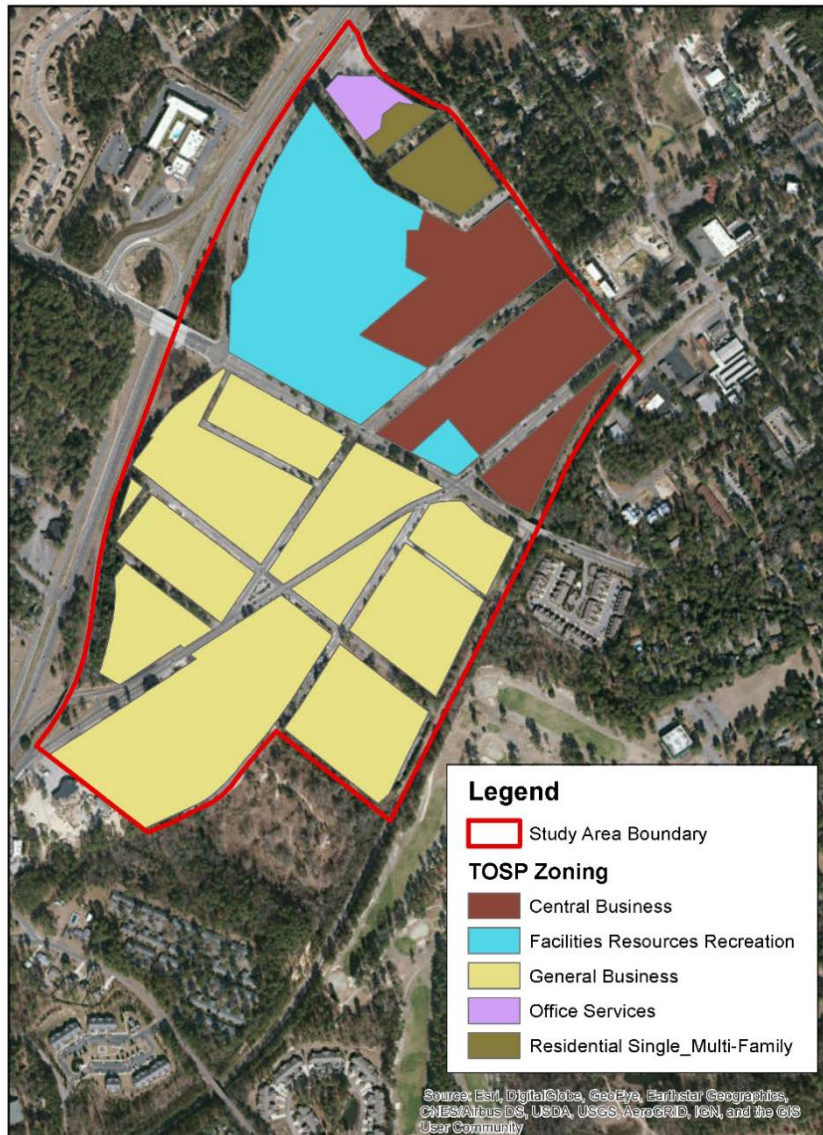 Legend
Study Area Boundary
TOSP Zoning
Central Business
Facilities Resources Recreation
General Business
Office Services
Residential Single_Multi-Family
Source: Esri, DigitalGlobe, GeoEye, Earthstar Geographics,
CNES/Airbus DS, USDA, USGS, AeroGRID, IGN, and the GIS
User Community